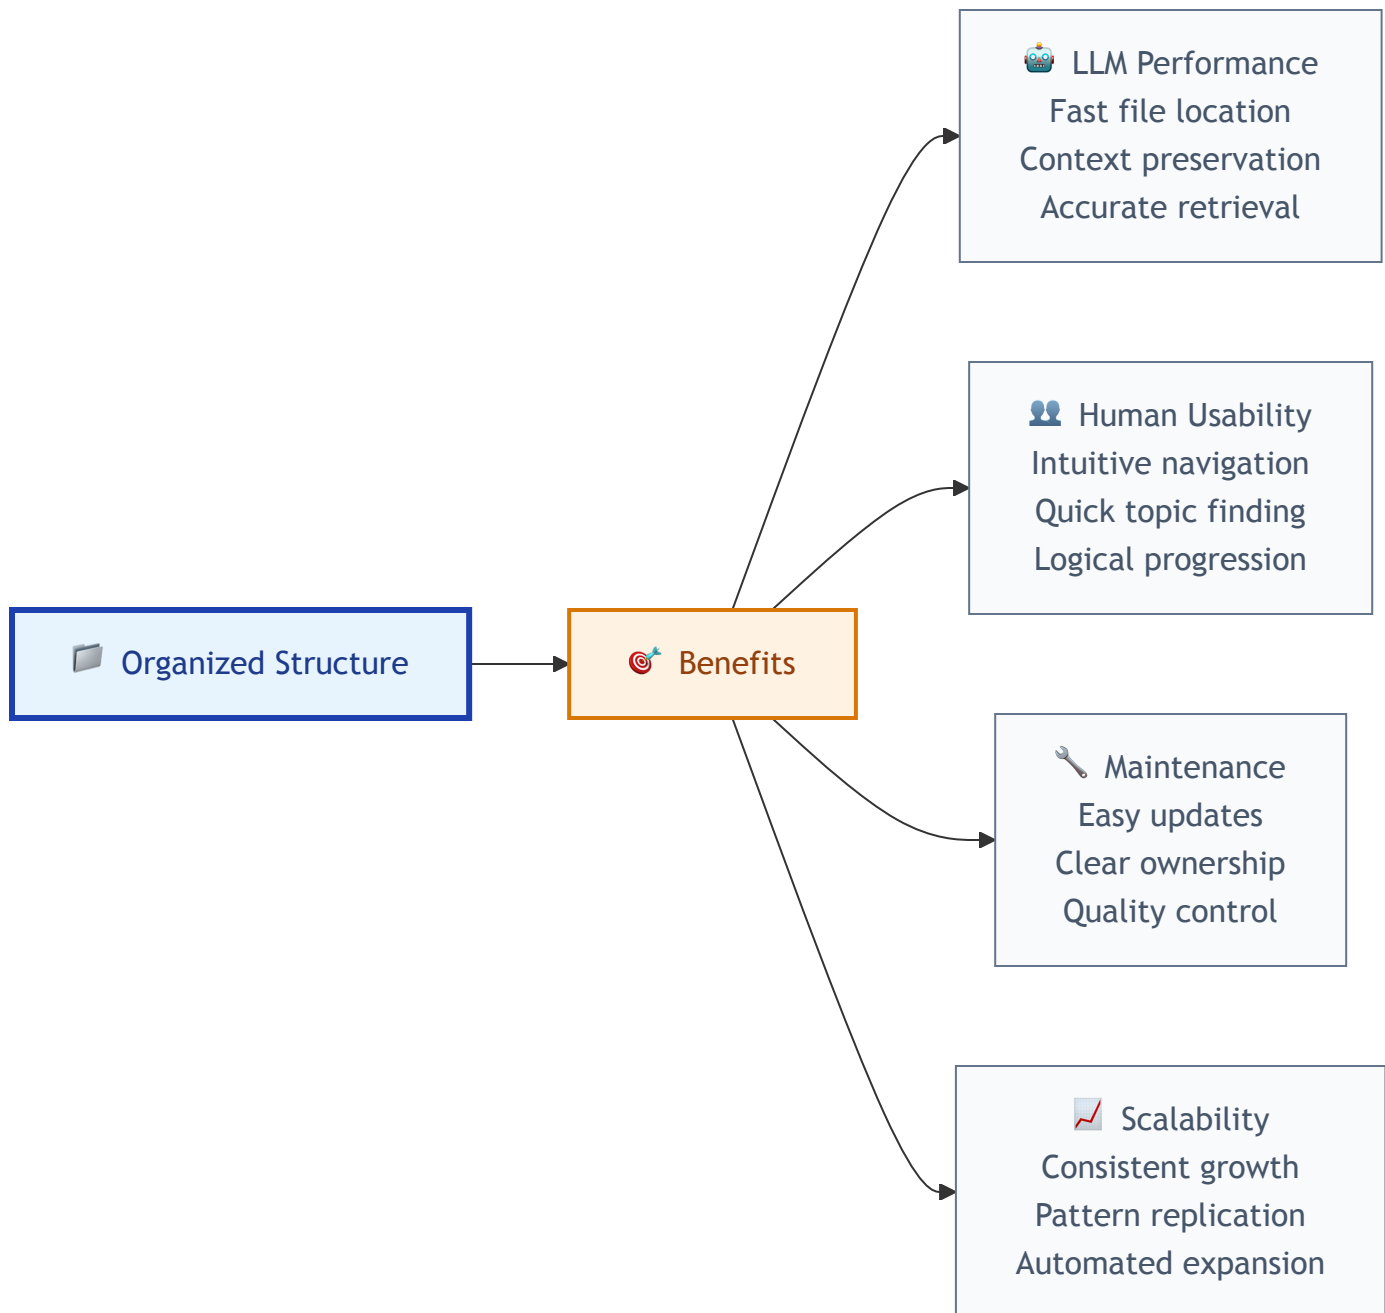 Organized Structure
Benefits
LLM Performance
Fast file location
Context preservation
Accurate retrieval
Human Usability
Intuitive navigation
Quick topic finding
Logical progression
Maintenance
Easy updates
Clear ownership
Quality control
Scalability
Consistent growth
Pattern replication
Automated expansion